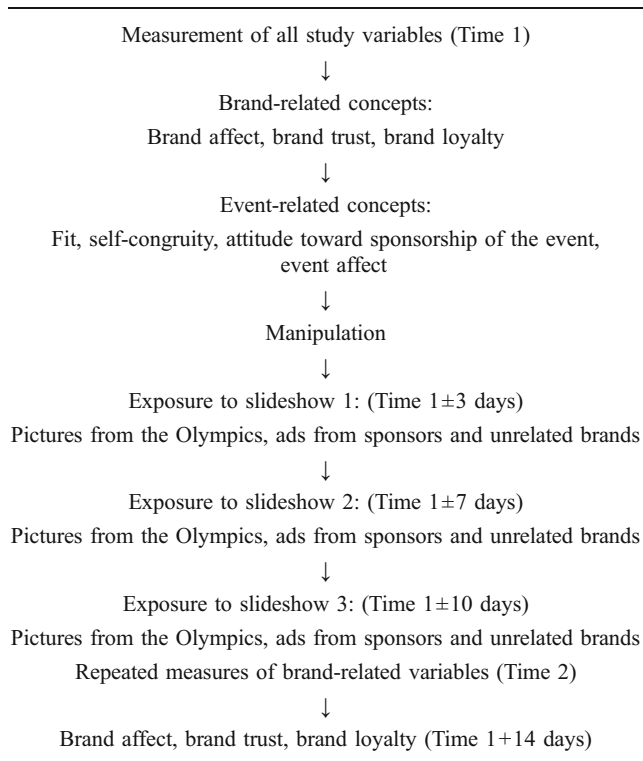 Measurement of all study variables (Time 1)
↓
Brand-related concepts:
Brand affect, brand trust, brand loyalty
↓
Event-related concepts:
Fit, self-congruity, attitude toward sponsorship of the event,
event affect
↓
Manipulation
↓
Exposure to slideshow 1: (Time 1±3 days)
Pictures from the Olympics, ads from sponsors and unrelated brands
↓
Exposure to slideshow 2: (Time 1±7 days)
Pictures from the Olympics, ads from sponsors and unrelated brands
↓
Exposure to slideshow 3: (Time 1±10 days)
Pictures from the Olympics, ads from sponsors and unrelated brands
Repeated measures of brand-related variables (Time 2)
↓
Brand affect, brand trust, brand loyalty (Time 1+14 days)